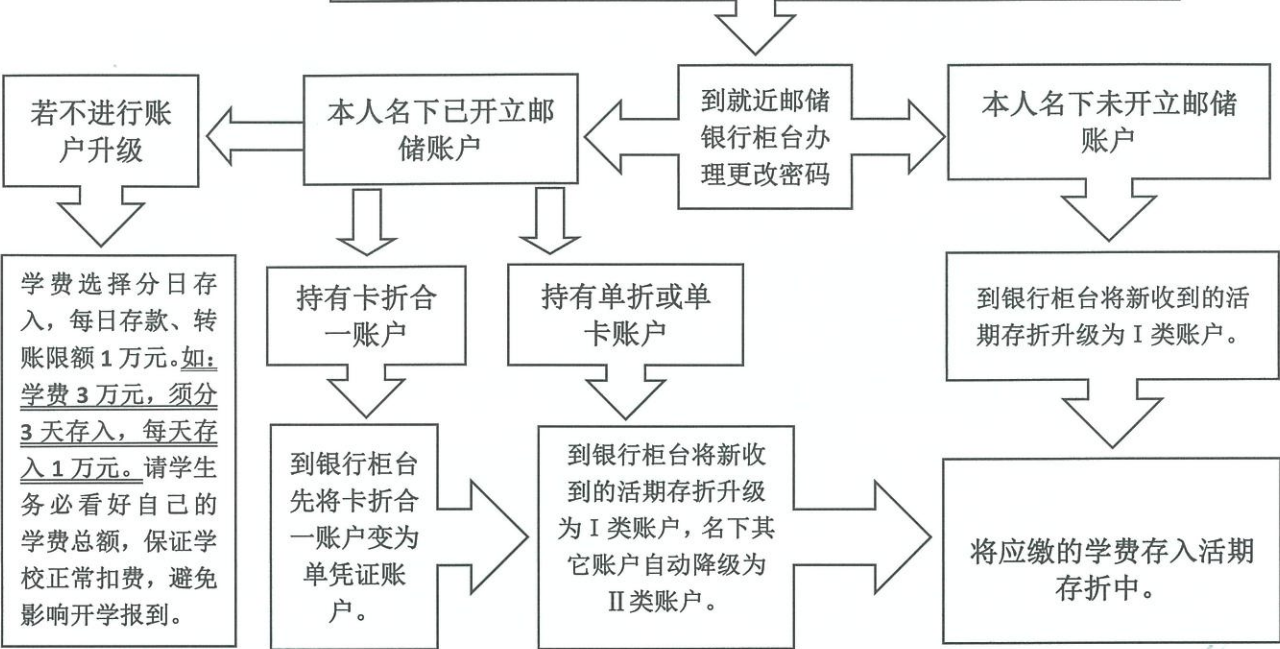 若不进行账
户升级
本人名下已开立邮
储账户
到就近邮储
银行柜台办
理更改密码
本人名下未开立邮储
账户
学费选择分日存
入，每日存款、转
账限额1万元。如：
学费3万元，须分
3天存入，每天存
入1万元。请学生
务必看好自己的
学费总额，保证学
校正常扣费，避免
影响开学报到。
持有卡折合
一账户
持有单折或单
卡账户
到银行柜台将新收到的活
期存折升级为Ⅰ类账户。
到银行柜台
先将卡折合
一账户变为
单凭证账
户。
到银行柜台将新收
到的活期存折升级
为Ⅰ类账户，名下其
它账户自动降级为
Ⅱ类账户。
将应缴的学费存入活期
存折中。